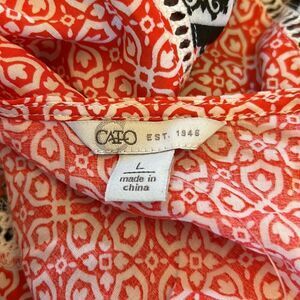 CATO EST. 1946
L
made in
china